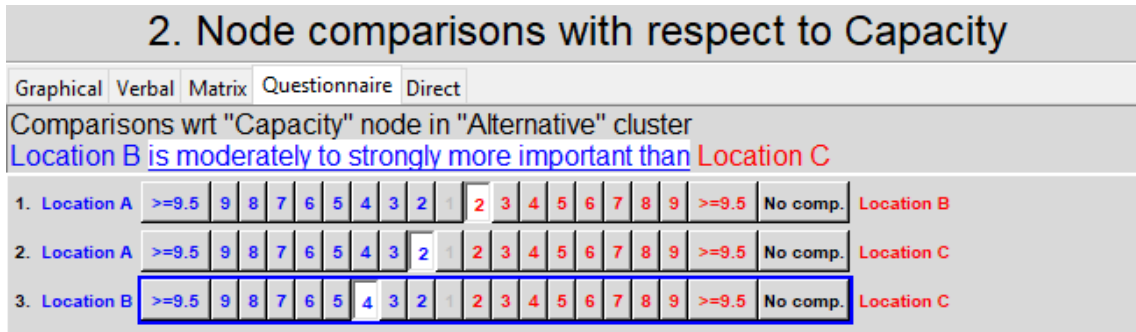 2. Node comparisons with respect to Capacity
Graphical Verbal Matrix Questionnaire Direct
Comparisons wrt "Capacity" node in "Alternative" cluster
Location B is moderately to strongly more important than Location C
1. Location A >=9.5 9 8 7 6 5 4 3 2 1 2 3 4 5 6 7 8 9 >=9.5 No comp. Location B
2. Location A >=9.5 9 8 7 6 5 4 3 2 1 2 3 4 5 6 7 8 9 >=9.5 No comp. Location C
3. Location B >=9.5 9 8 7 6 5 4 3 2 1 2 3 4 5 6 7 8 9 >=9.5 No comp. Location C